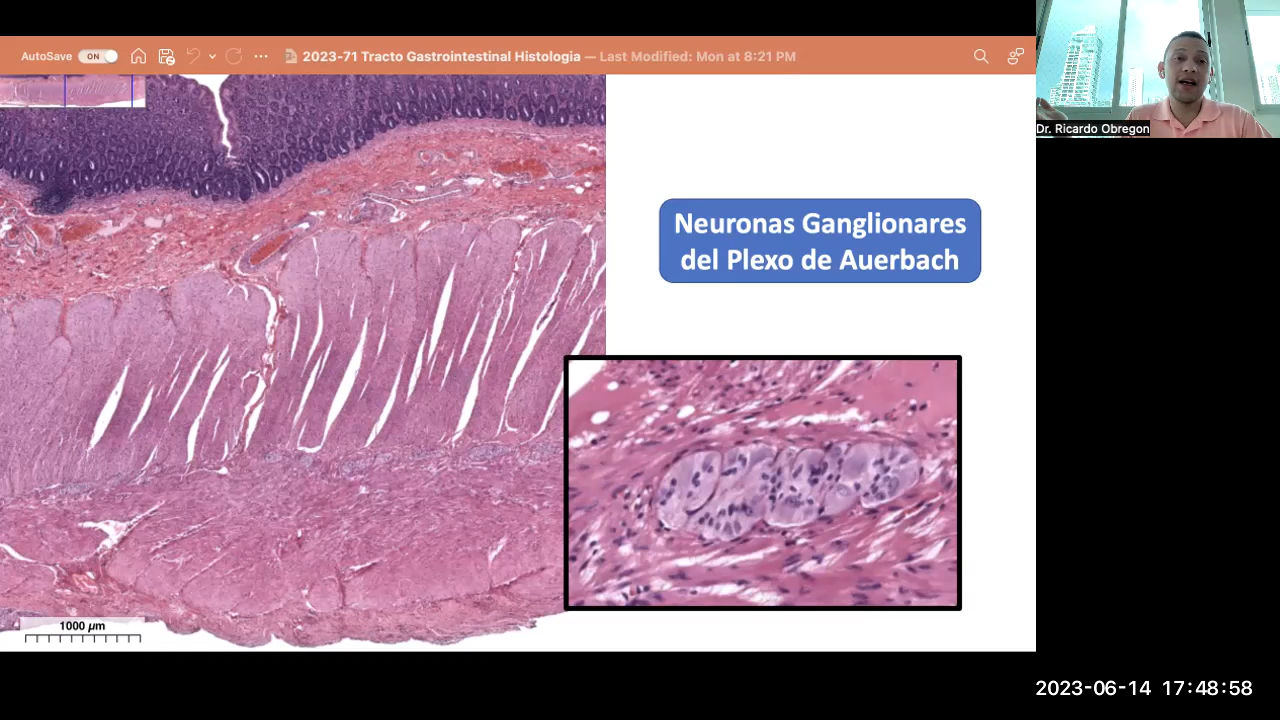 AutoSave ON ... 2023-71 Tracto Gastrointestinal Histologia — Last Modified: Mon at 8:21 PM
Dr. Ricardo Obregon
Neuronas Ganglionares
del Plexo de Auerbach
1000 µm
2023-06-14 17:48:58